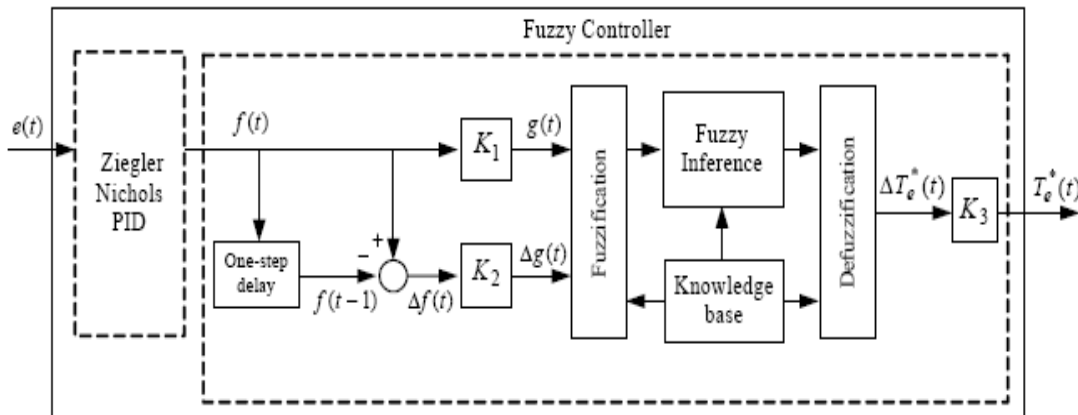 Fuzzy Controller
e(t)
Ziegler
Nichols
PID
f(t)
K₁
g(t)
Fuzzification
Fuzzy
Inference
Defuzzification
ΔTₑ*(t)
K₃
Tₑ*(t)
One-step
delay
f(t−1)
−
+
Δf(t)
K₂
Δg(t)
Knowledge
base